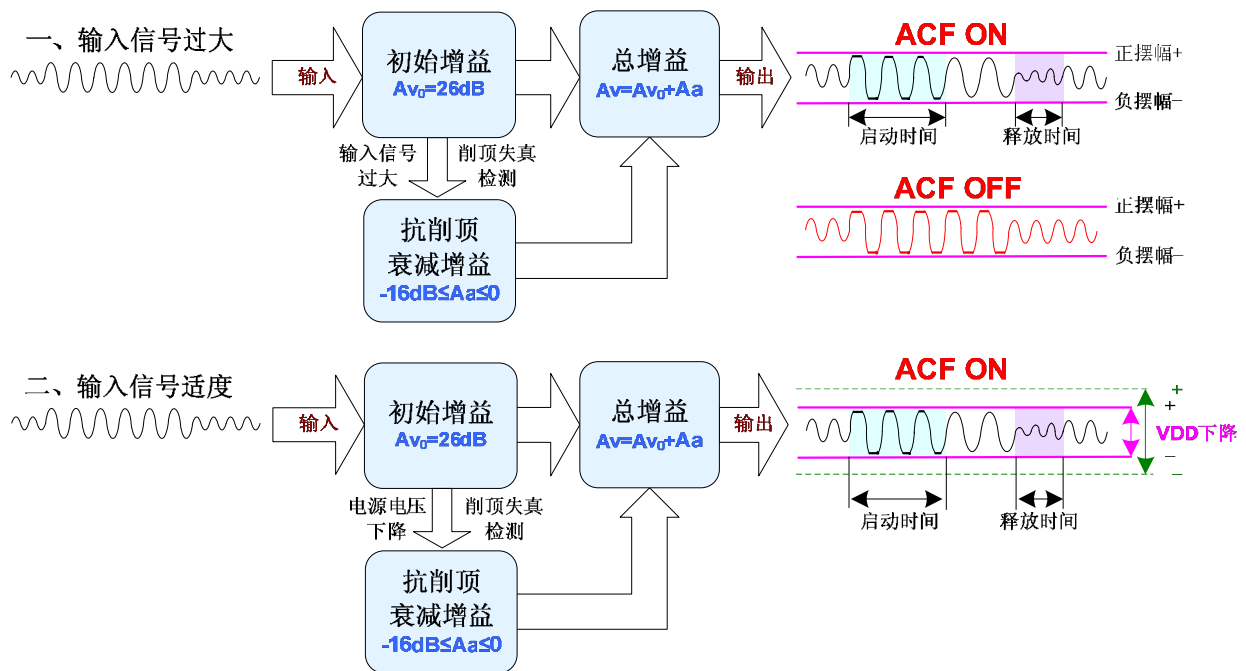 一、输入信号过大
输入
初始增益
Av₀=26dB
总增益
Av=Av₀+Aa
输出
ACF ON
正摆幅+
负摆幅-
启动时间
释放时间
输入信号
过大
削顶失真
检测
抗削顶
衰减增益
-16dB≤Aa≤0
ACF OFF
正摆幅+
负摆幅-
二、输入信号适度
输入
初始增益
Av₀=26dB
总增益
Av=Av₀+Aa
输出
ACF ON
+
+
VDD下降
-
-
启动时间
释放时间
电源电压
下降
削顶失真
检测
抗削顶
衰减增益
-16dB≤Aa≤0